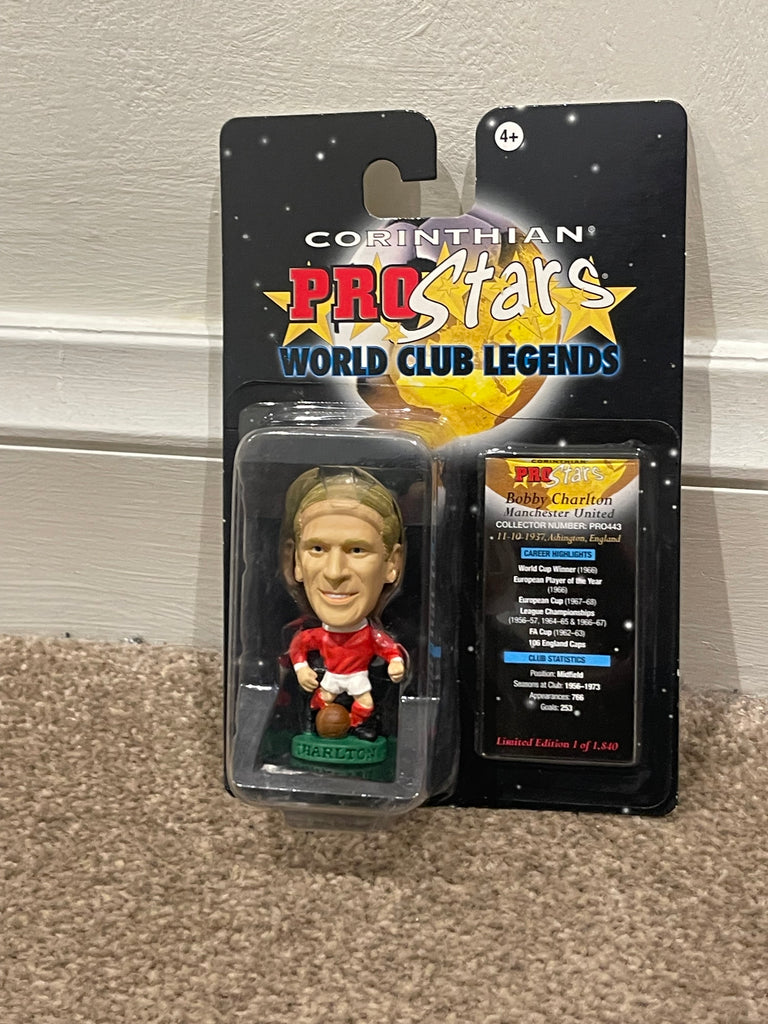 4+
CORINTHIAN®
PROStars
WORLD CLUB LEGENDS
CORINTHIAN
PROStars
Bobby Charlton
Manchester United
COLLECTOR NUMBER: PRO443
11-10-1937, Ashington, England
CAREER HIGHLIGHTS
World Cup Winner (1966)
European Player of the Year
(1966)
European Cup (1967–68)
League Championships
(1956–57, 1964–65 & 1966–67)
FA Cup (1962–63)
106 England Caps
CLUB STATISTICS
Position: Midfield
Seasons at Club: 1956–1973
Appearances: 766
Goals: 253
Limited Edition 1 of 1,840
CHARLTON